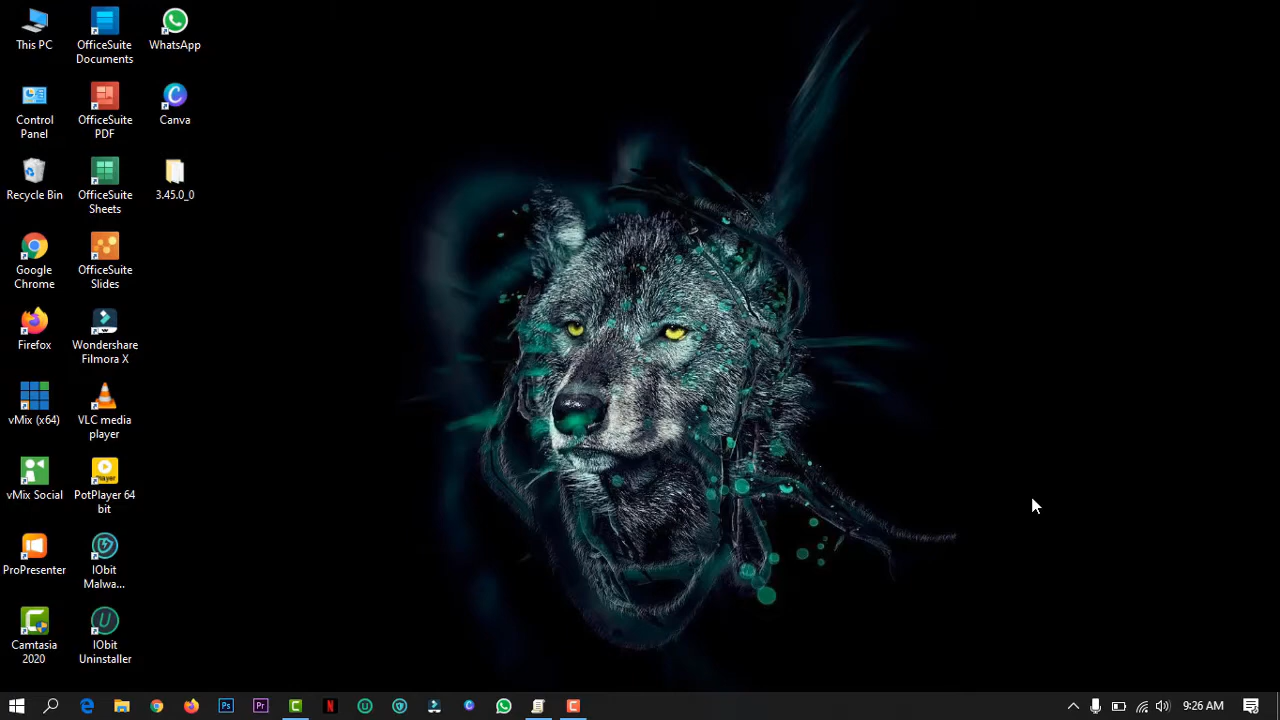 This PC
OfficeSuite
Documents
WhatsApp
Control
Panel
OfficeSuite
PDF
Canva
Recycle Bin
OfficeSuite
Sheets
3.45.0_0
Google
Chrome
OfficeSuite
Slides
Firefox
Wondershare
Filmora X
vMix (x64)
VLC media
player
vMix Social
PotPlayer 64
bit
ProPresenter
IObit
Malwa...
Camtasia
2020
IObit
Uninstaller
9:26 AM